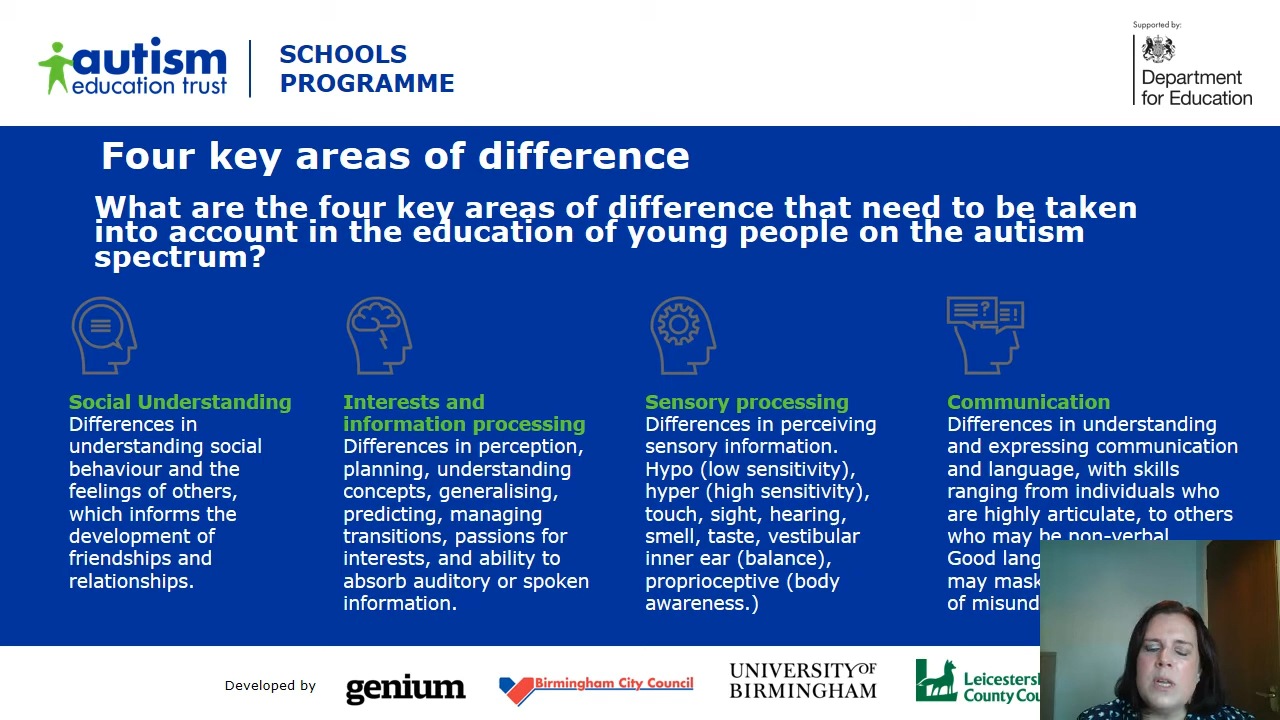 autism
education trust
SCHOOLS
PROGRAMME
Supported by:
Department
for Education
Four key areas of difference
What are the four key areas of difference that need to be taken
into account in the education of young people on the autism
spectrum?
Social Understanding
Differences in
understanding social
behaviour and the
feelings of others,
which informs the
development of
friendships and
relationships.
Interests and
information processing
Differences in perception,
planning, understanding
concepts, generalising,
predicting, managing
transitions, passions for
interests, and ability to
absorb auditory or spoken
information.
Sensory processing
Differences in perceiving
sensory information.
Hypo (low sensitivity),
hyper (high sensitivity),
touch, sight, hearing,
smell, taste, vestibular
inner ear (balance),
proprioceptive (body
awareness.)
Communication
Differences in understanding
and expressing communication
and language, with skills
ranging from individuals who
are highly articulate, to others
who may be non-verbal
Good
may mask
of
? !
Developed by
genium
Birmingham City Council
UNIVERSITY OF
BIRMINGHAM
County